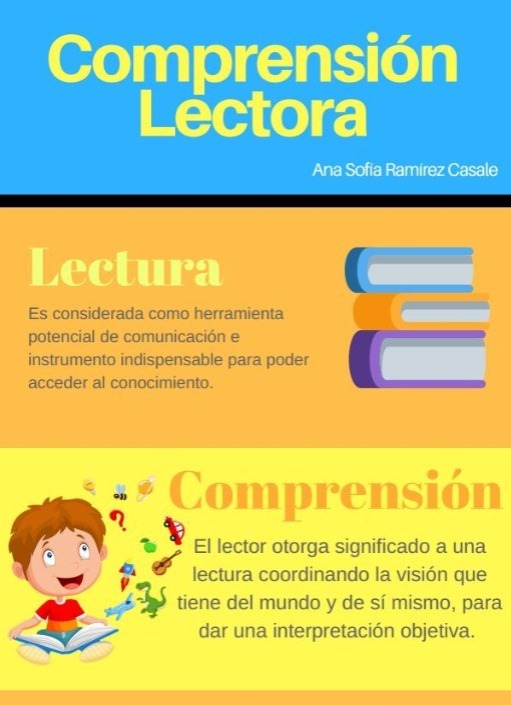 Comprensión
Lectora
Ana Sofía Ramírez Casale
Lectura
Es considerada como herramienta
potencial de comunicación e
instrumento indispensable para poder
acceder al conocimiento.
Comprensión
El lector otorga significado a una
lectura coordinando la visión que
tiene del mundo y de sí mismo, para
dar una interpretación objetiva.